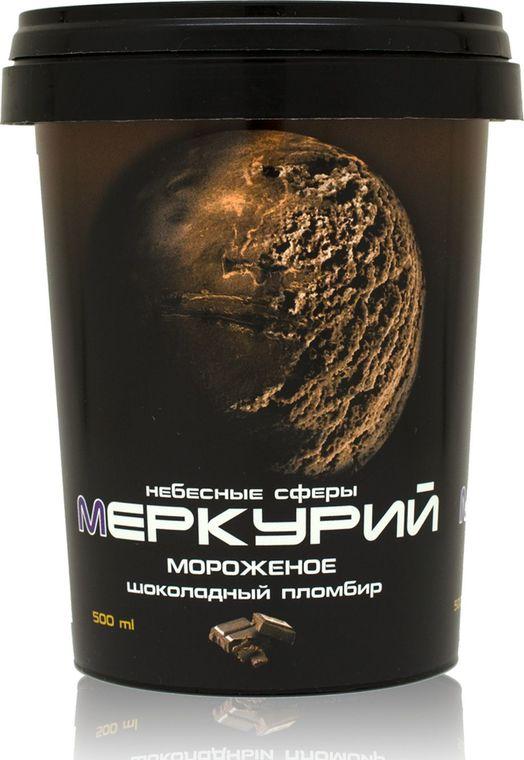 небесные сферы
МЕРКУРИЙ
МОРОЖЕНОЕ
шоколадный пломбир
500 ml